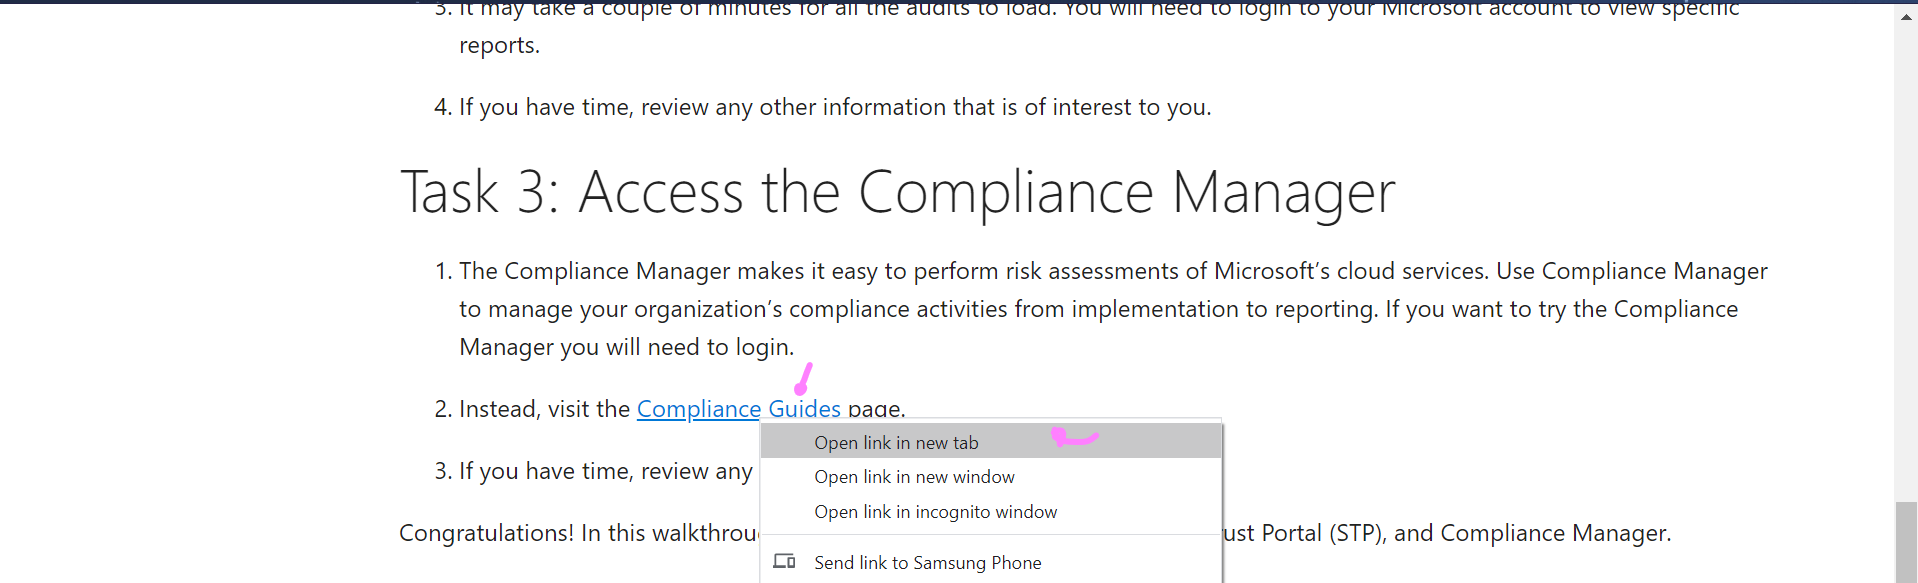 3. It may take a couple of minutes for all the audits to load. You will need to login to your Microsoft account to view specific
reports.
4. If you have time, review any other information that is of interest to you.
Task 3: Access the Compliance Manager
1. The Compliance Manager makes it easy to perform risk assessments of Microsoft’s cloud services. Use Compliance Manager
to manage your organization’s compliance activities from implementation to reporting. If you want to try the Compliance
Manager you will need to login.
2. Instead, visit the Compliance Guides page.
Open link in new tab
3. If you have time, review any
Open link in new window
Open link in incognito window
Congratulations! In this walkthrou
ust Portal (STP), and Compliance Manager.
Send link to Samsung Phone